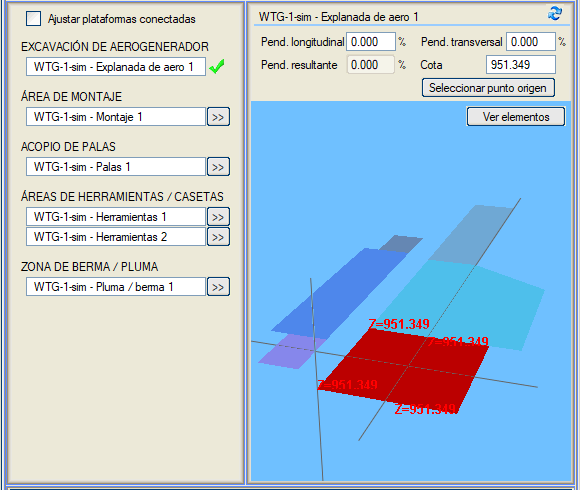 Ajustar plataformas conectadas
EXCAVACIÓN DE AEROGENERADOR
WTG-1-sim - Explanada de aero 1
ÁREA DE MONTAJE
WTG-1-sim - Montaje 1 >>
ACOPIO DE PALAS
WTG-1-sim - Palas 1 >>
ÁREAS DE HERRAMIENTAS / CASETAS
WTG-1-sim - Herramientas 1 >>
WTG-1-sim - Herramientas 2 >>
ZONA DE BERMA / PLUMA
WTG-1-sim - Pluma / berma 1 >>
WTG-1-sim - Explanada de aero 1
Pend. longitudinal 0.000 % Pend. transversal 0.000 %
Pend. resultante 0.000 % Cota 951.349
Seleccionar punto origen
Ver elementos
Z=951.349
Z=951.349
Z=951.349
Z=951.349